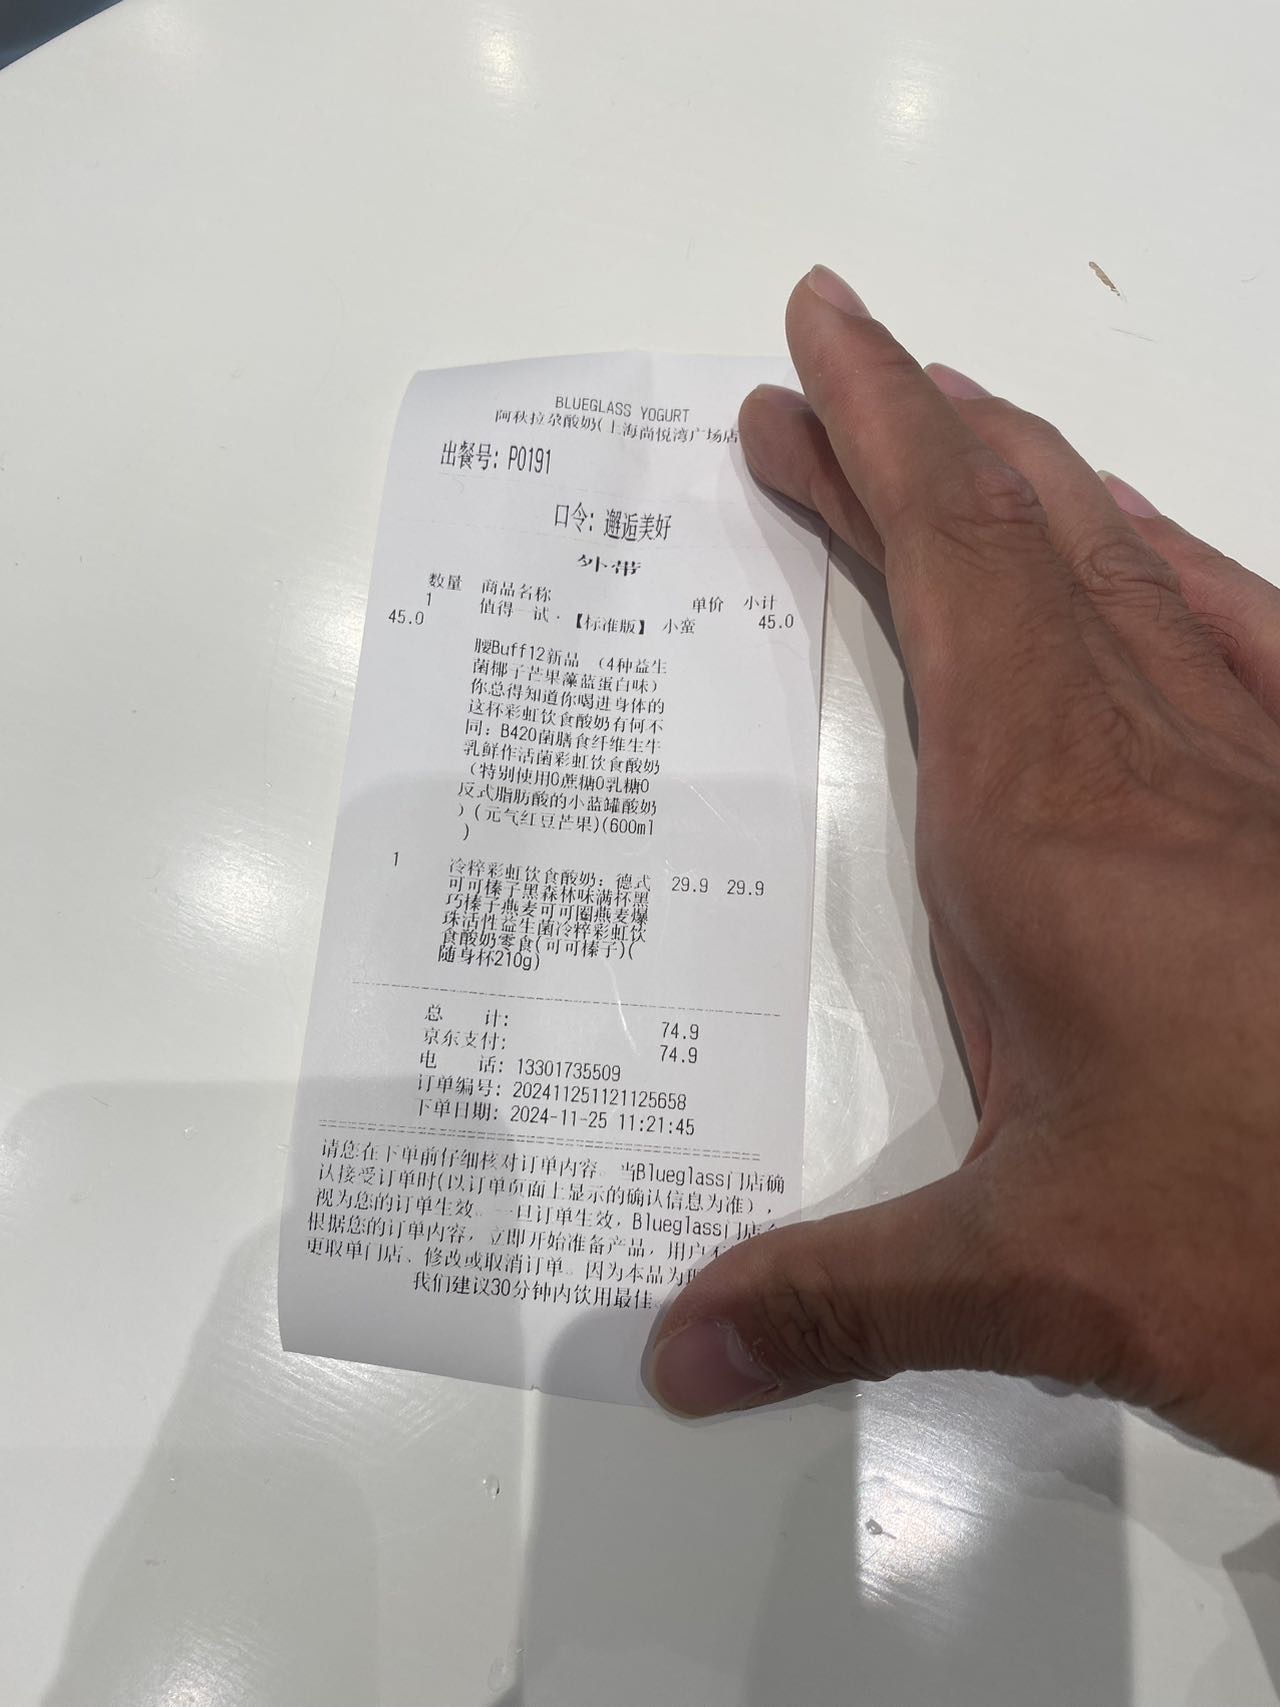 BLUEGLASS YOGURT
阿秋拉尕酸奶(上海尚悦湾广场店
出餐号: P0191
口令: 邂逅美好
外带
数量 商品名称 单价 小计
1 值得一试·【标准版】 小蛮 45.0
45.0
腰Buff12新品 (4种益生
菌椰子芒果藻蓝蛋白味)
你总得知道你喝进身体的
这杯彩虹饮食酸奶有何不
同: B420菌膳食纤维生牛
乳鲜作活菌彩虹饮食酸奶
(特别使用0蔗糖0乳糖0
反式脂肪酸的小蓝罐酸奶
)(元气红豆芒果)(600ml
)
1 冷粹彩虹饮食酸奶: 德式 29.9 29.9
可可榛子黑森林味满杯黑
巧榛子燕麦可可圈燕麦爆
珠活性益生菌冷粹彩虹饮
食酸奶零食(可可榛子)(
随身杯210g)
总 计: 74.9
京东支付: 74.9
电 话: 13301735509
订单编号: 202411251121125658
下单日期: 2024-11-25 11:21:45
请您在下单前仔细核对订单内容。当Blueglass门店确
认接受订单时(以订单页面上显示的确认信息为准),
视为您的订单生效。一旦订单生效, Blueglass门店
根据您的订单内容, 立即开始准备产品, 用户不
更取单门店、修改或取消订单。因为本品为
我们建议30分钟内饮用最佳。